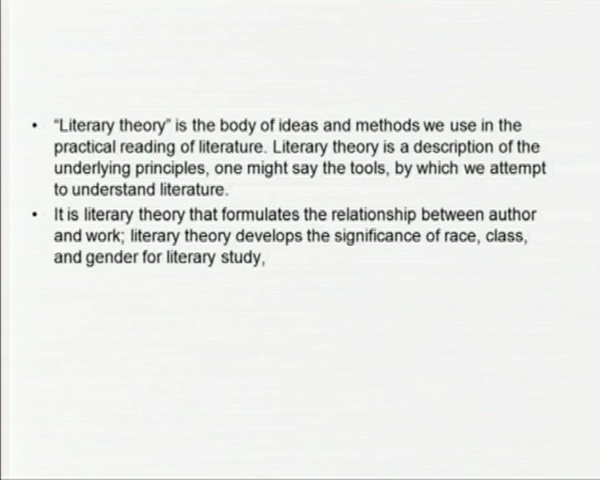 • "Literary theory" is the body of ideas and methods we use in the
practical reading of literature. Literary theory is a description of the
underlying principles, one might say the tools, by which we attempt
to understand literature.
• It is literary theory that formulates the relationship between author
and work; literary theory develops the significance of race, class,
and gender for literary study,